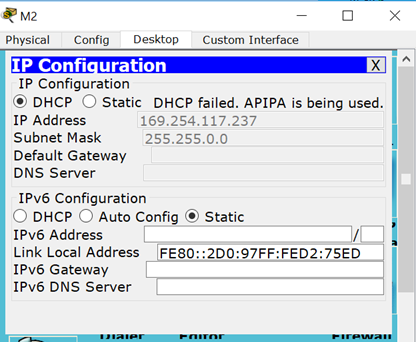 M2
Physical Config Desktop Custom Interface
IP Configuration X
IP Configuration
DHCP Static DHCP failed. APIPA is being used.
IP Address 169.254.117.237
Subnet Mask 255.255.0.0
Default Gateway
DNS Server
IPv6 Configuration
DHCP Auto Config Static
IPv6 Address /
Link Local Address FE80::2D0:97FF:FED2:75ED
IPv6 Gateway
IPv6 DNS Server
Dialer Editor Firewall